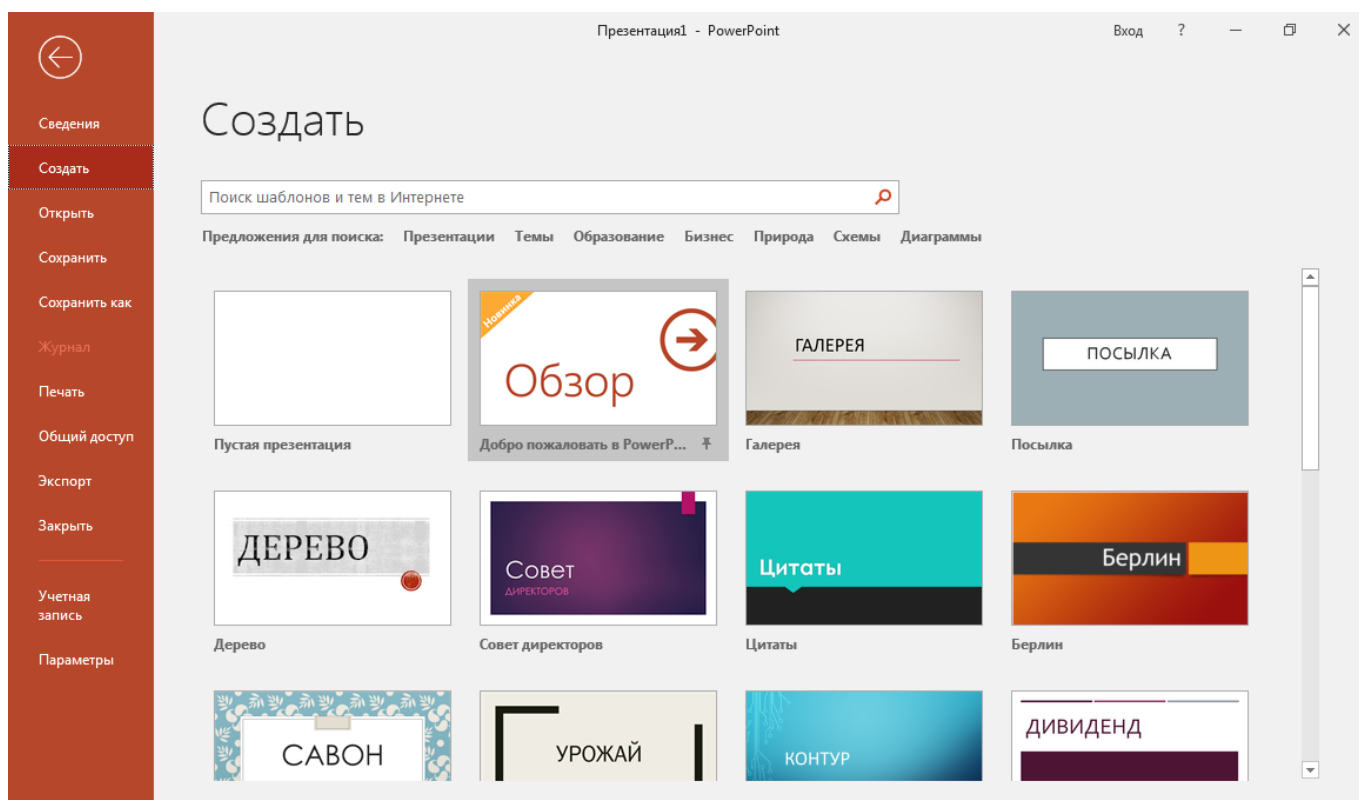 Презентация1 - PowerPoint
Вход ?
Сведения
Создать
Открыть
Сохранить
Сохранить как
Журнал
Печать
Общий доступ
Экспорт
Закрыть
Учетная
запись
Параметры
Создать
Поиск шаблонов и тем в Интернете
Предложения для поиска: Презентации Темы Образование Бизнес Природа Схемы Диаграммы
Пустая презентация
Новинка
Обзор
Добро пожаловать в PowerP...
ГАЛЕРЕЯ
Галерея
ПОСЫЛКА
Посылка
ДЕРЕВО
Дерево
Совет
ДИРЕКТОРОВ
Совет директоров
Цитаты
Цитаты
Берлин
Берлин
САВОН
УРОЖАЙ
КОНТУР
ДИВИДЕНД